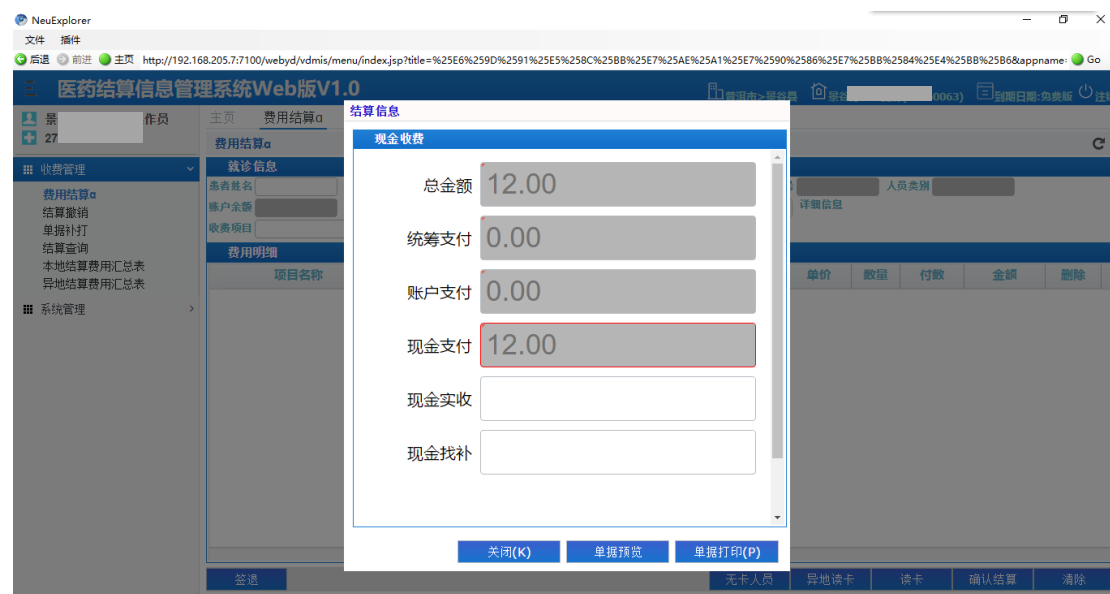 NeuExplorer
文件 插件
后退 前进 主页 http://192.168.205.7:7100/webyd/vdmis/menu/index.jsp?title=%25E6%259D%2591%25E5%258C%25BB%25E7%25AE%25A1%25E7%2590%2586%25E7%25BB%2584%25E4%25BB%25B6&appname= Go
医药结算信息管理系统Web版V1.0
普洱市>景谷县 景谷 0063) 到期日期:免费版
景 作员
27
主页 费用结算α
费用结算α
收费管理
费用结算α
结算撤销
单据补打
结算查询
本地结算费用汇总表
异地结算费用汇总表
系统管理
就诊信息
患者姓名 人员类别
账户余额 详细信息
收费项目
费用明细
项目名称 单价 数量 付数 金额 删除
结算信息
现金收费
总金额 12.00
统筹支付 0.00
账户支付 0.00
现金支付 12.00
现金实收
现金找补
关闭(K) 单据预览 单据打印(P)
签退 无卡人员 异地读卡 读卡 确认结算 清除